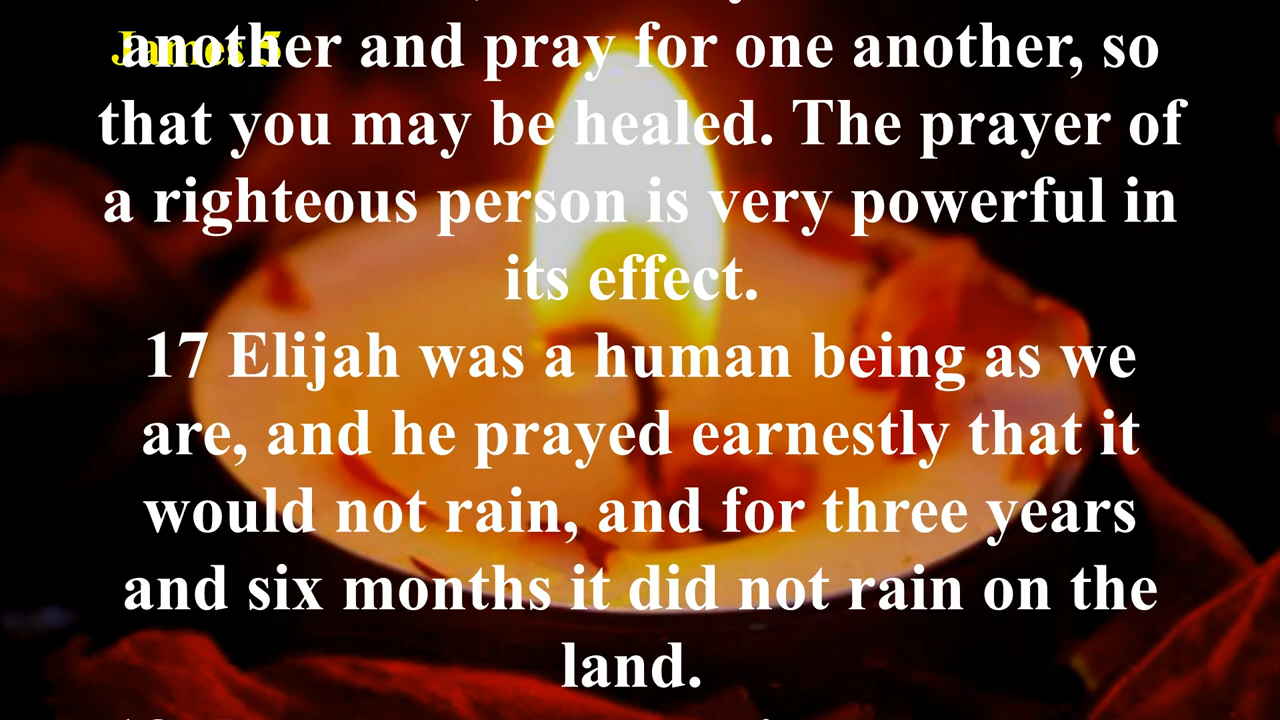 James 5
another and pray for one another, so
that you may be healed. The prayer of
a righteous person is very powerful in
its effect.
17 Elijah was a human being as we
are, and he prayed earnestly that it
would not rain, and for three years
and six months it did not rain on the
land.